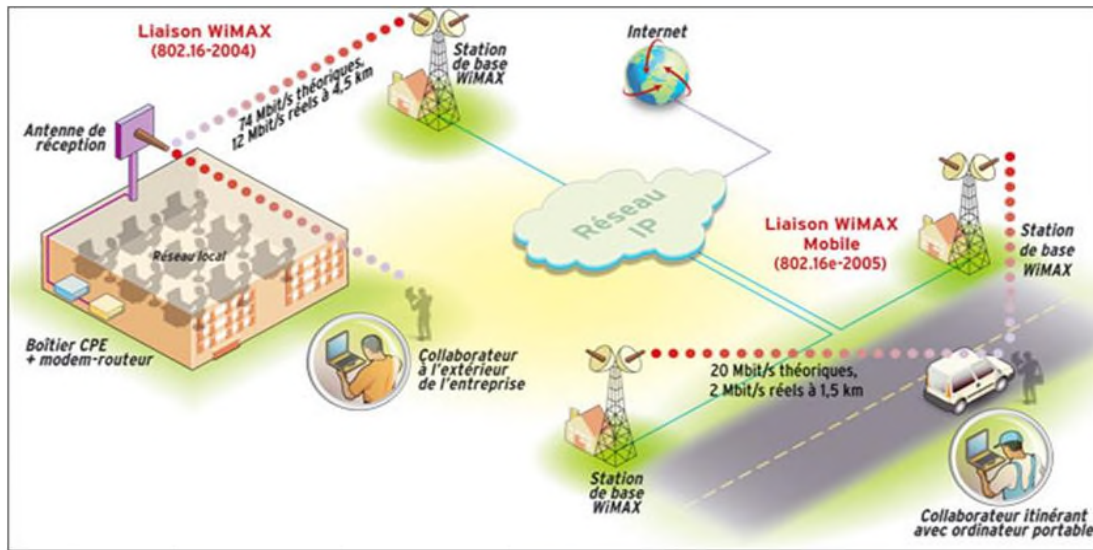 Liaison WiMAX
(802.16-2004)
Station
de base
WiMAX
Internet
74 Mbit/s théoriques,
12 Mbit/s réels à 4,5 km
Antenne de
réception
Réseau
IP
Liaison WiMAX
Mobile
(802.16e-2005)
Station
de base
WiMAX
Réseau local
Boîtier CPE
+ modem-routeur
Collaborateur
à l'extérieur
de l'entreprise
20 Mbit/s théoriques,
2 Mbit/s réels à 1,5 km
Station
de base
WiMAX
Collaborateur itinérant
avec ordinateur portable